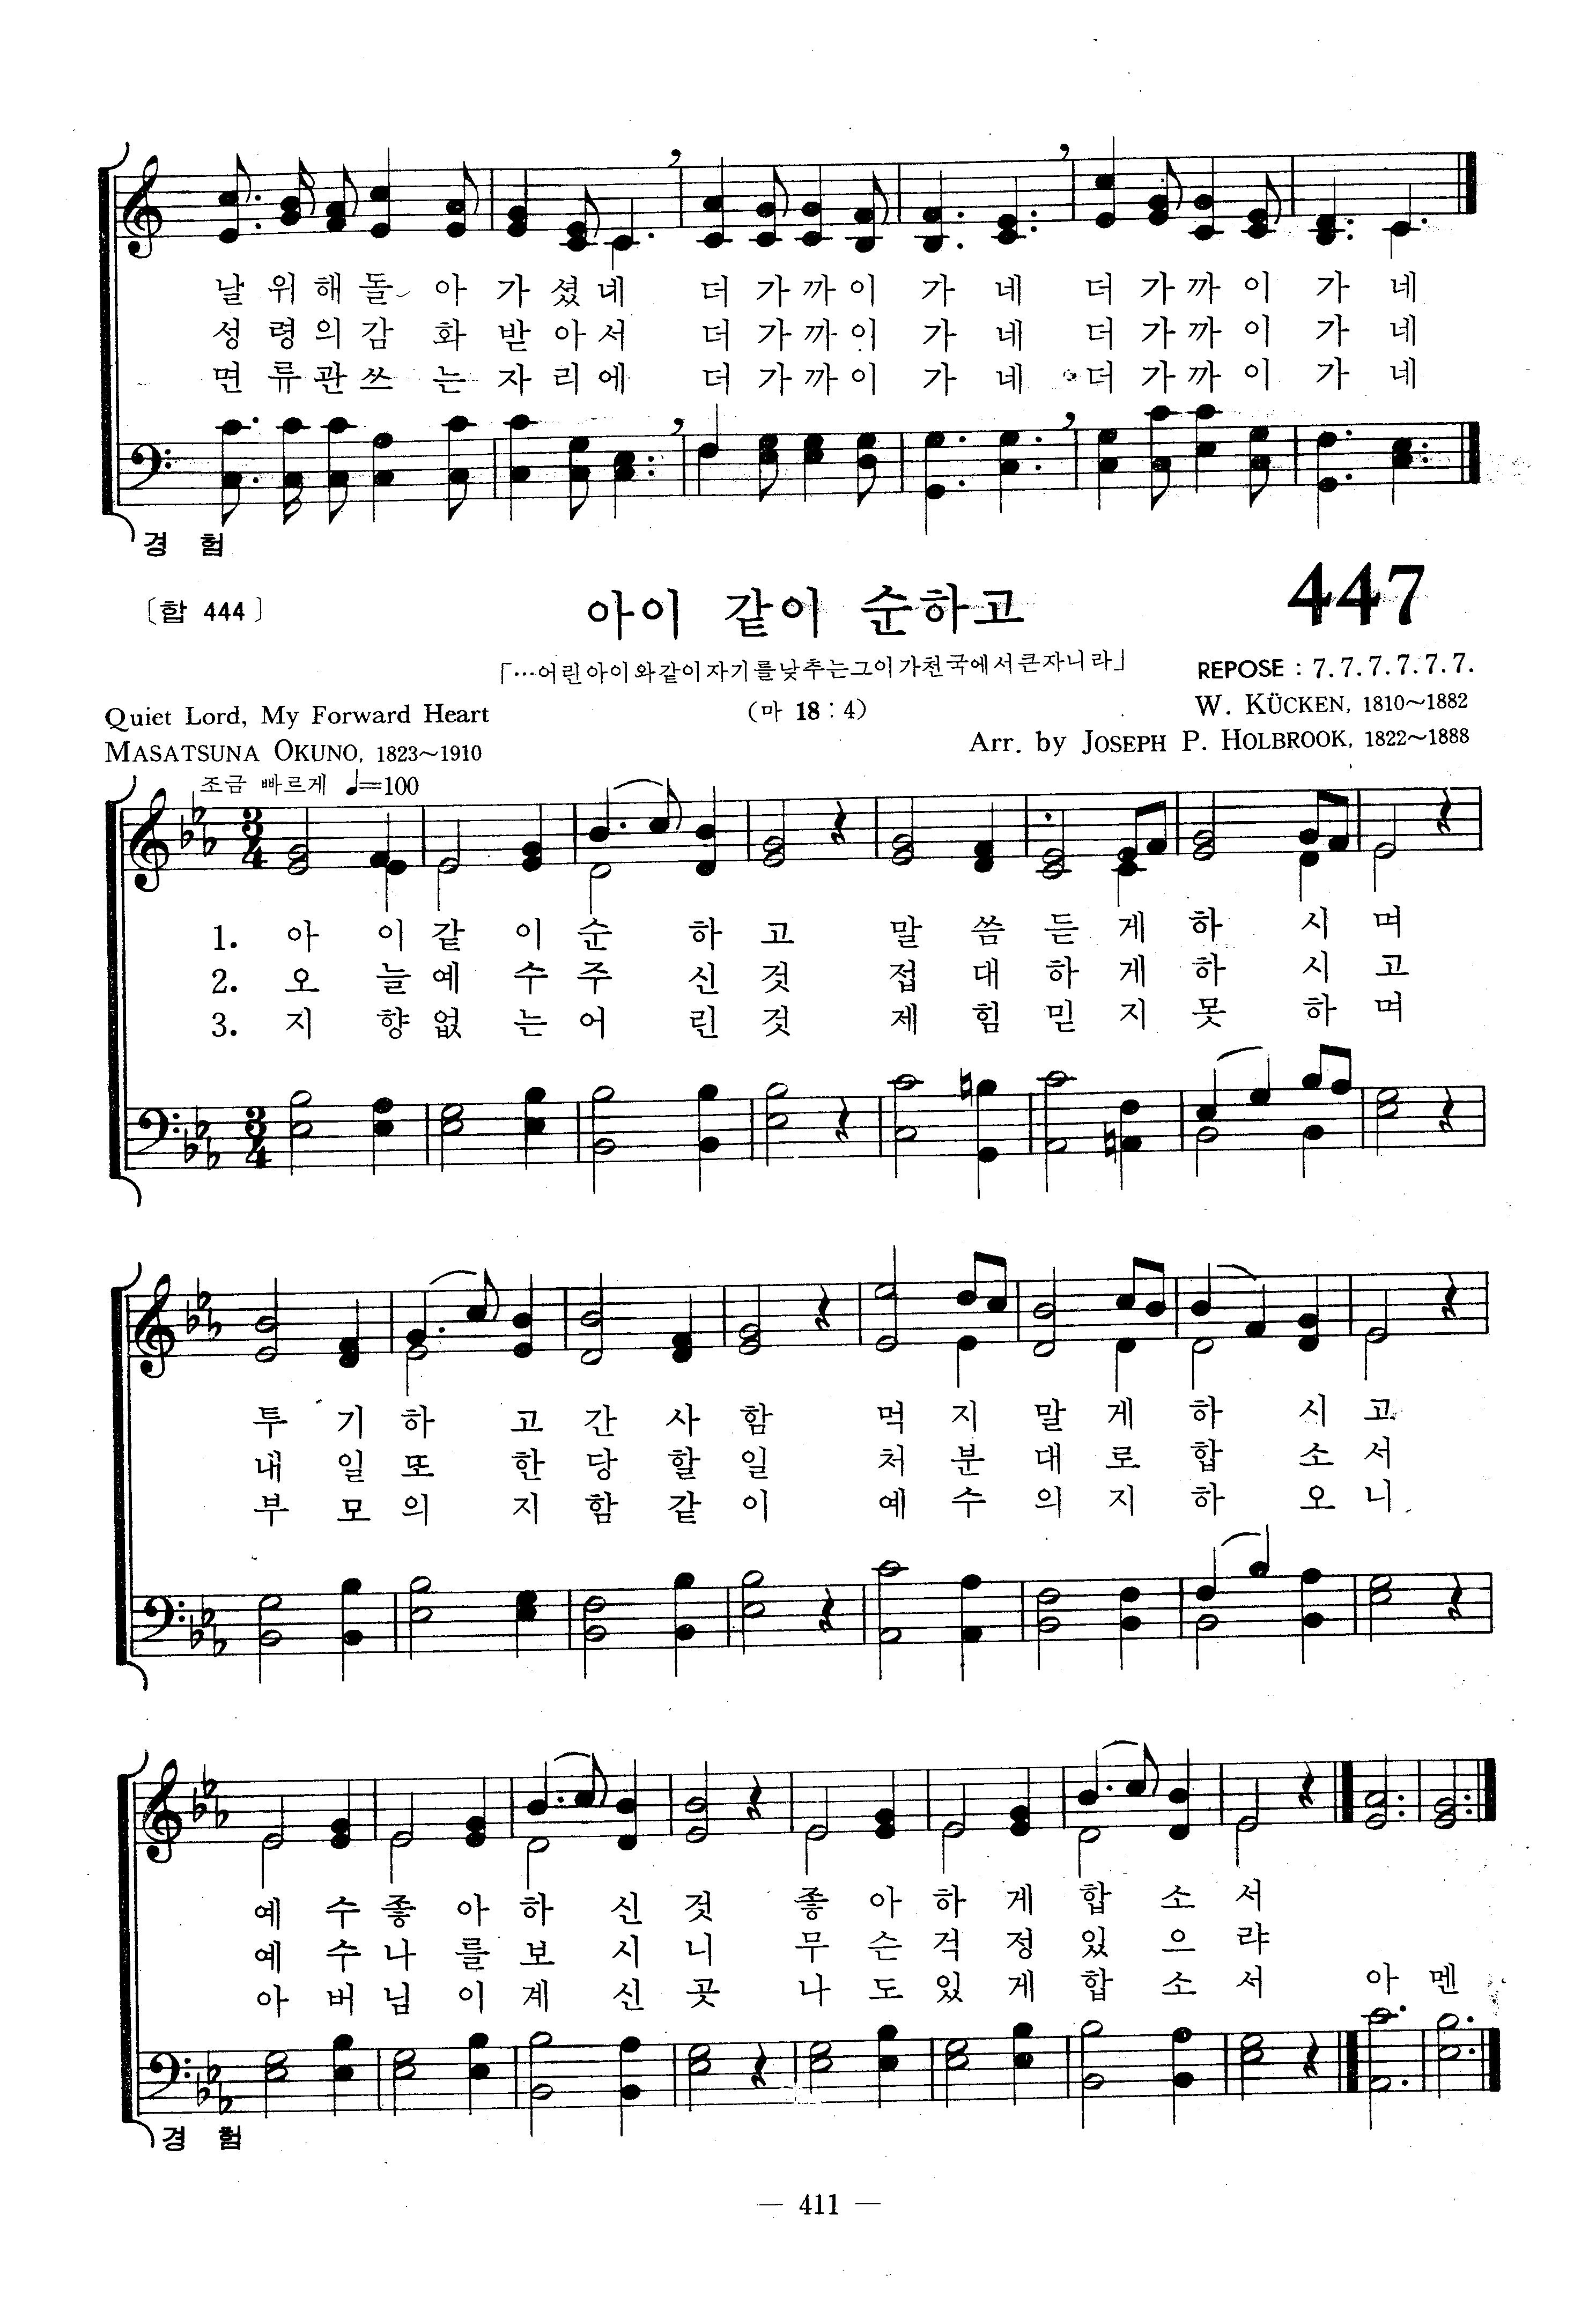 날 위 해 돌 아 가 셨 네 더 가 까 이 가 네 더 가 까 이 가 네
성 령 의 감 화 받 아 서 더 가 까 이 가 네 더 가 까 이 가 네
면 류 관 쓰 는 자 리 에 더 가 까 이 가 네 더 가 까 이 가 네
경 험
〔합 444〕 아이 같이 순하고 447
「…어린아이와같이자기를낮추는그이가천국에서큰자니라」 REPOSE : 7. 7. 7. 7. 7. 7.
Quiet Lord, My Forward Heart (마 18 : 4) W. KÜCKEN, 1810~1882
MASATSUNA OKUNO, 1823~1910 Arr. by JOSEPH P. HOLBROOK, 1822~1888
조금 빠르게 ♩=100
3/4
1. 아 이 같 이 순 하 고 말 씀 듣 게 하 시 며
2. 오 늘 예 수 주 신 것 접 대 하 게 하 시 고
3. 지 향 없 는 어 린 것 제 힘 믿 지 못 하 며
3/4
투 기 하 고 간 사 함 먹 지 말 게 하 시 고
내 일 또 한 당 할 일 처 분 대 로 합 소 서
부 모 의 지 함 같 이 예 수 의 지 하 오 니
예 수 좋 아 하 신 것 좋 아 하 게 합 소 서
예 수 나 를 보 시 니 무 슨 걱 정 있 으 랴
아 버 님 이 계 신 곳 나 도 있 게 합 소 서 아 멘
경 험
— 411 —